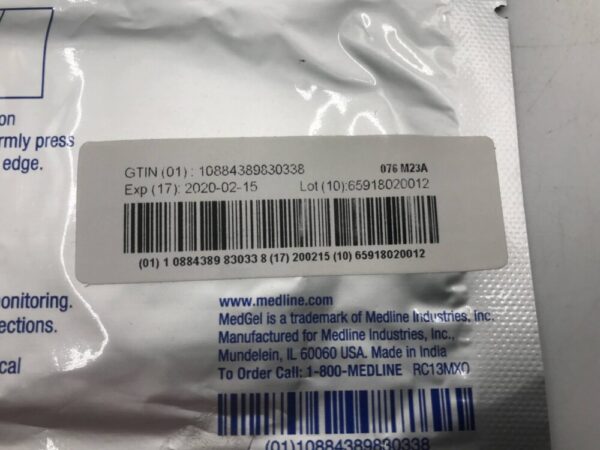 on
rmly press
edge.
GTIN (01) : 10884389830338 076 M23A
Exp (17): 2020-02-15 Lot (10):65918020012
(01) 1 0884389 83033 8 (17) 200215 (10) 65918020012
onitoring.
ections.
cal
www.medline.com
MedGel is a trademark of Medline Industries, Inc.
Manufactured for Medline Industries, Inc.,
Mundelein, IL 60060 USA. Made in India
To Order Call: 1-800-MEDLINE RC13MXO
(01)10884389830338